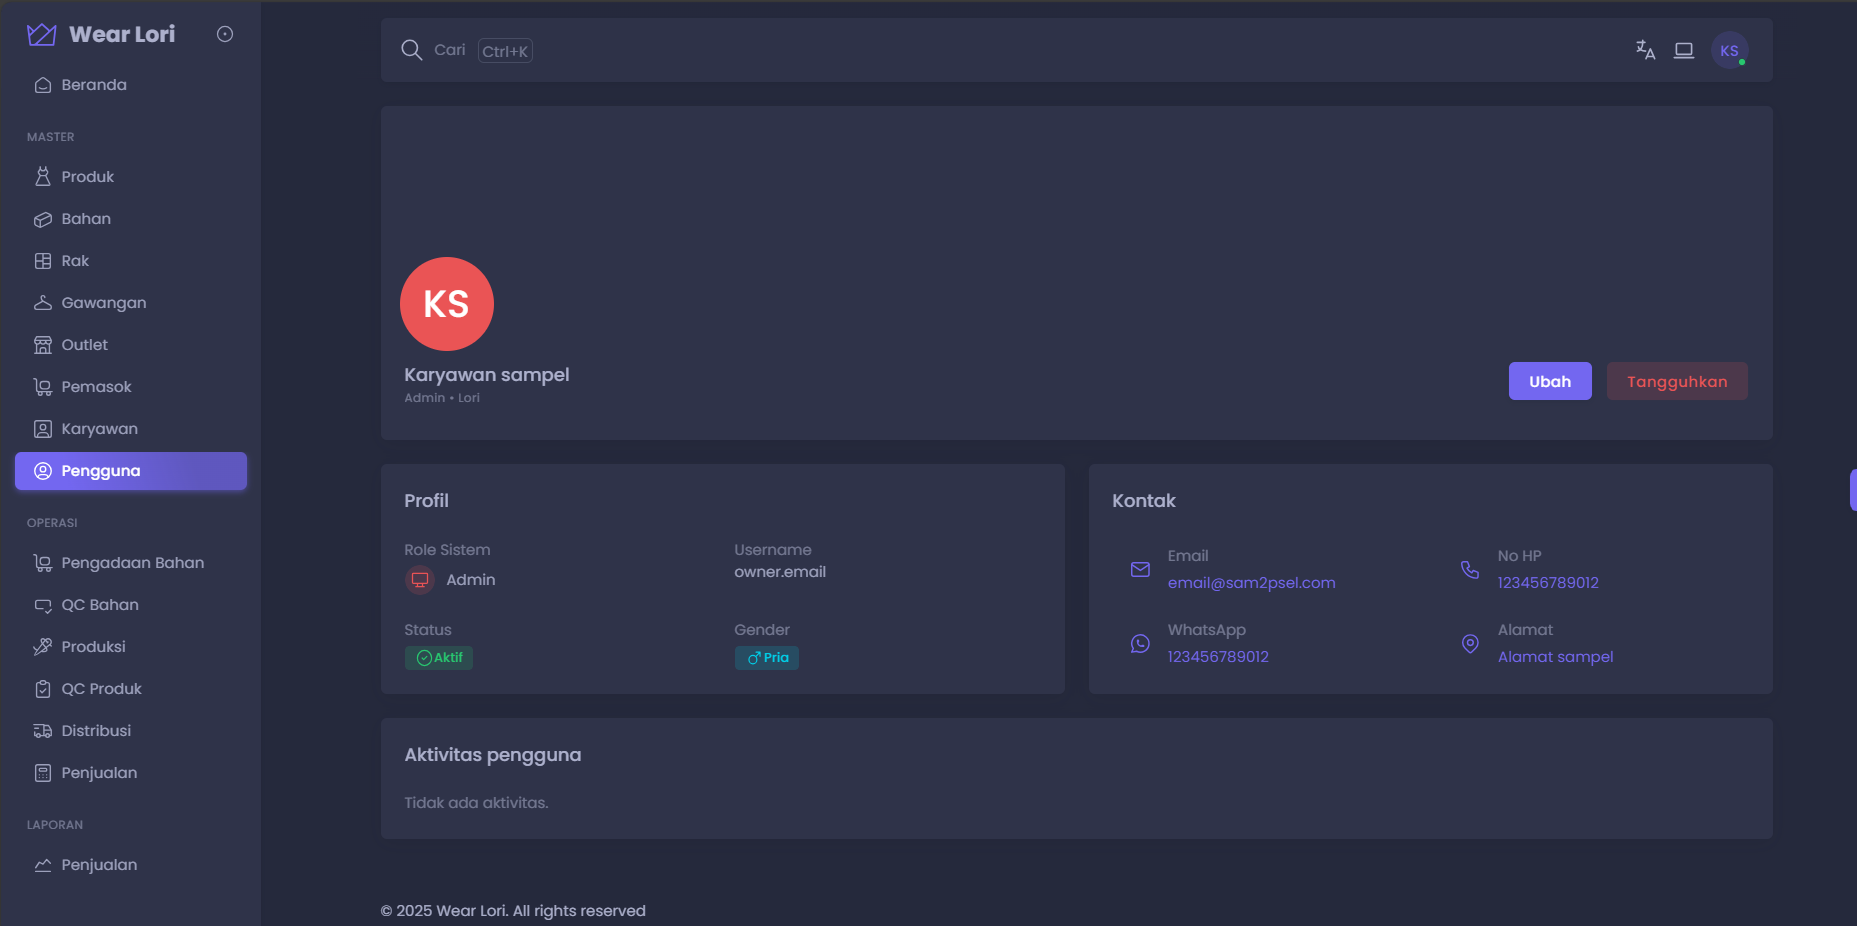 Wear Lori
Beranda
MASTER
Produk
Bahan
Rak
Gawangan
Outlet
Pemasok
Karyawan
Pengguna
OPERASI
Pengadaan Bahan
QC Bahan
Produksi
QC Produk
Distribusi
Penjualan
LAPORAN
Penjualan
Cari Ctrl+K
KS
KS
Karyawan sampel
Admin • Lori
Ubah
Tangguhkan
Profil
Role Sistem
Admin
Username
owner.email
Status
Aktif
Gender
Pria
Kontak
Email
email@sam2psel.com
No HP
123456789012
WhatsApp
123456789012
Alamat
Alamat sampel
Aktivitas pengguna
Tidak ada aktivitas.
© 2025 Wear Lori. All rights reserved